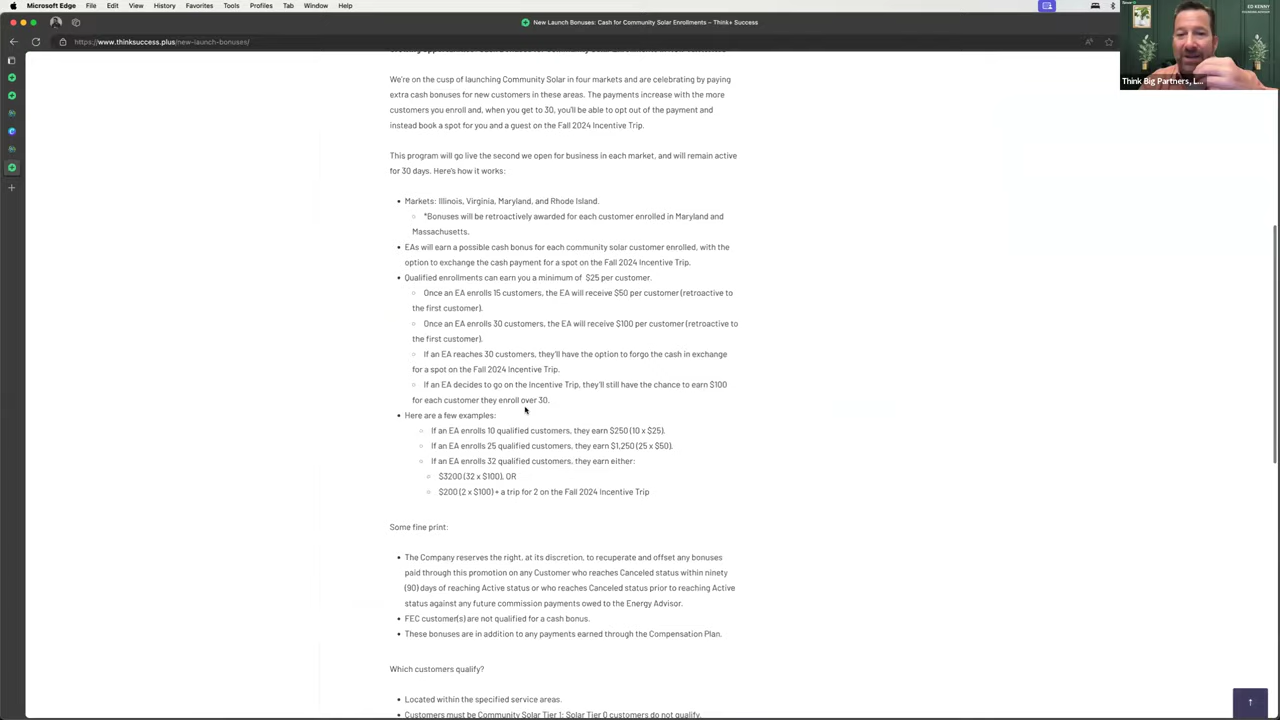 Microsoft Edge File Edit View History Favorites Tools Profiles Tab Window Help
New Launch Bonuses: Cash for Community Solar Enrollments – Think+ Success
https://www.thinksuccess.plus/new-launch-bonuses/
ED KENNY
Think Big Partners, L...
We're on the cusp of launching Community Solar in four markets and are celebrating by paying
extra cash bonuses for new customers in these areas. The payments increase with the more
customers you enroll and, when you get to 30, you'll be able to opt out of the payment and
instead book a spot for you and a guest on the Fall 2024 Incentive Trip.
This program will go live the second we open for business in each market, and will remain active
for 30 days. Here's how it works:
Markets: Illinois, Virginia, Maryland, and Rhode Island.
*Bonuses will be retroactively awarded for each customer enrolled in Maryland and
Massachusetts.
EAs will earn a possible cash bonus for each community solar customer enrolled, with the
option to exchange the cash payment for a spot on the Fall 2024 Incentive Trip.
Qualified enrollments can earn you a minimum of $25 per customer.
Once an EA enrolls 15 customers, the EA will receive $50 per customer (retroactive to
the first customer).
Once an EA enrolls 30 customers, the EA will receive $100 per customer (retroactive to
the first customer).
If an EA reaches 30 customers, they'll have the option to forgo the cash in exchange
for a spot on the Fall 2024 Incentive Trip.
If an EA decides to go on the Incentive Trip, they'll still have the chance to earn $100
for each customer they enroll over 30.
Here are a few examples:
If an EA enrolls 10 qualified customers, they earn $250 (10 x $25).
If an EA enrolls 25 qualified customers, they earn $1,250 (25 x $50).
If an EA enrolls 32 qualified customers, they earn either:
$3200 (32 x $100), OR
$200 (2 x $100) + a trip for 2 on the Fall 2024 Incentive Trip
Some fine print:
The Company reserves the right, at its discretion, to recuperate and offset any bonuses
paid through this promotion on any Customer who reaches Canceled status within ninety
(90) days of reaching Active status or who reaches Canceled status prior to reaching Active
status against any future commission payments owed to the Energy Advisor.
FEC customer(s) are not qualified for a cash bonus.
These bonuses are in addition to any payments earned through the Compensation Plan.
Which customers qualify?
Located within the specified service areas.
Customers must be Community Solar Tier 1; Solar Tier 0 customers do not qualify.